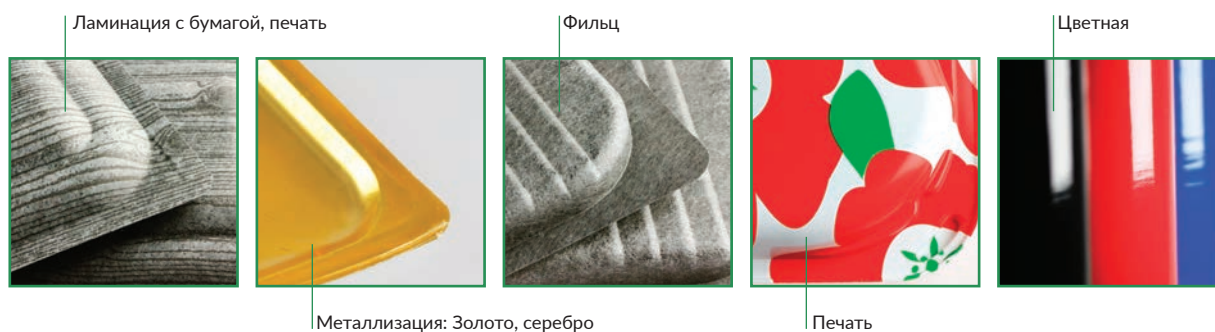 Ламинация с бумагой, печать
Фильц
Цветная
Металлизация: Золото, серебро
Печать